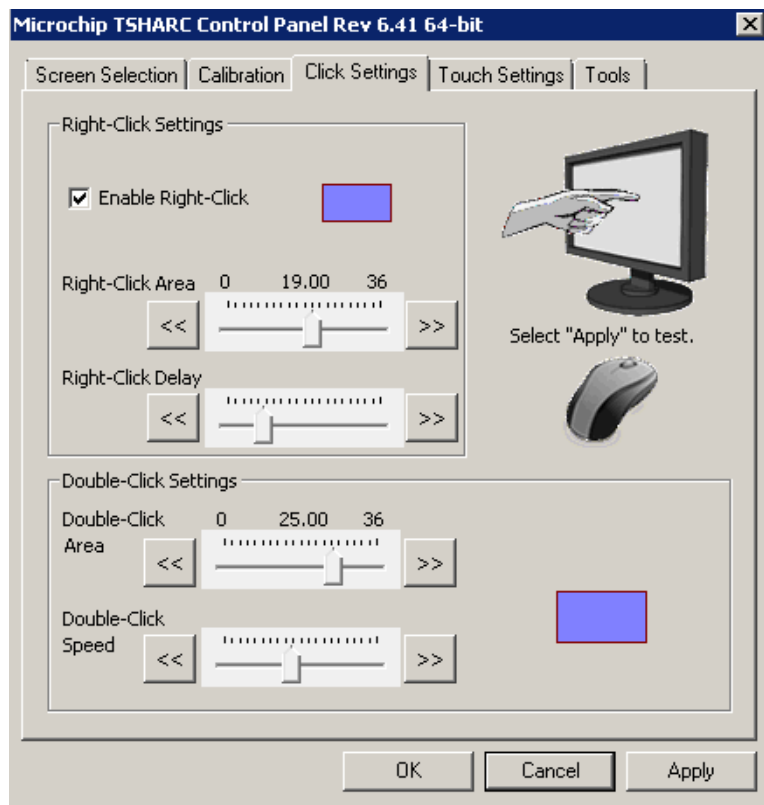 Microchip TSHARC Control Panel Rev 6.41 64-bit
Screen Selection Calibration Click Settings Touch Settings Tools
Right-Click Settings
Enable Right-Click
Right-Click Area 0 19.00 36
<< >>
Select "Apply" to test.
Right-Click Delay
<< >>
Double-Click Settings
Double-Click 0 25.00 36
Area
<< >>
Double-Click
Speed
<< >>
OK Cancel Apply